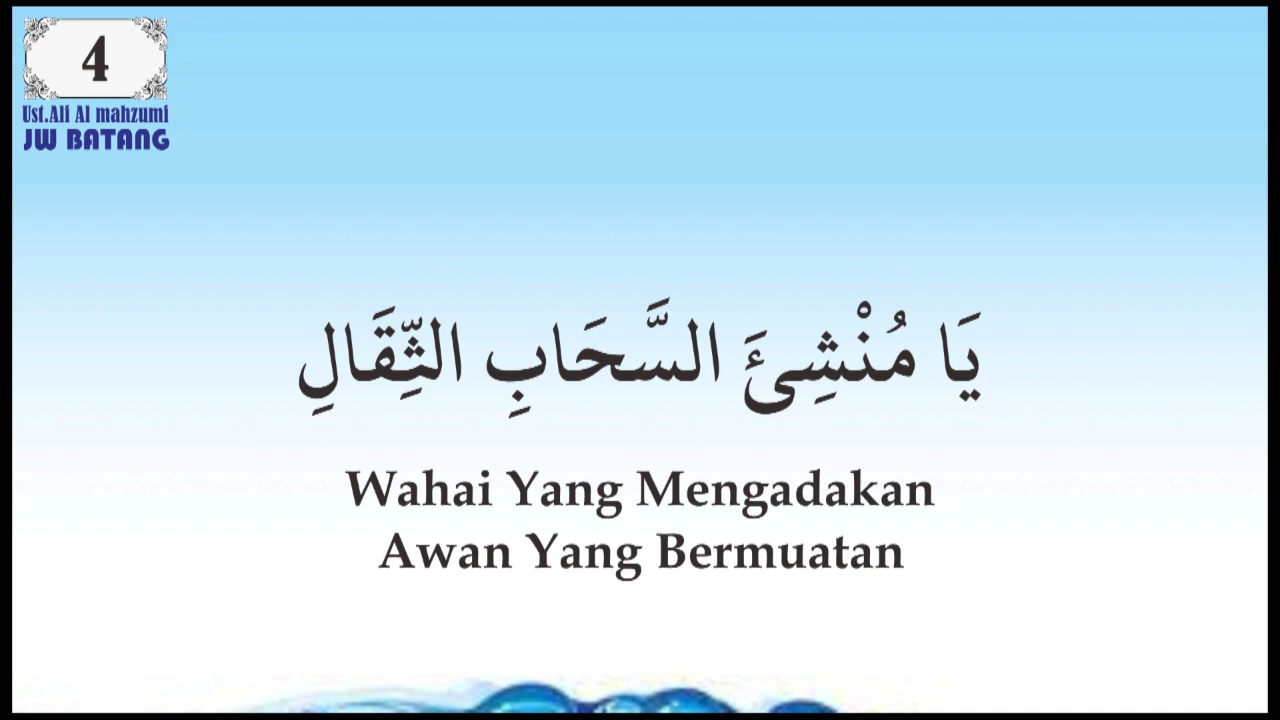 4
Ust.Ali Al mahzumi
JW BATANG
يَا مُنْشِئَ السَّحَابِ الثِّقَالِ
Wahai Yang Mengadakan
Awan Yang Bermuatan